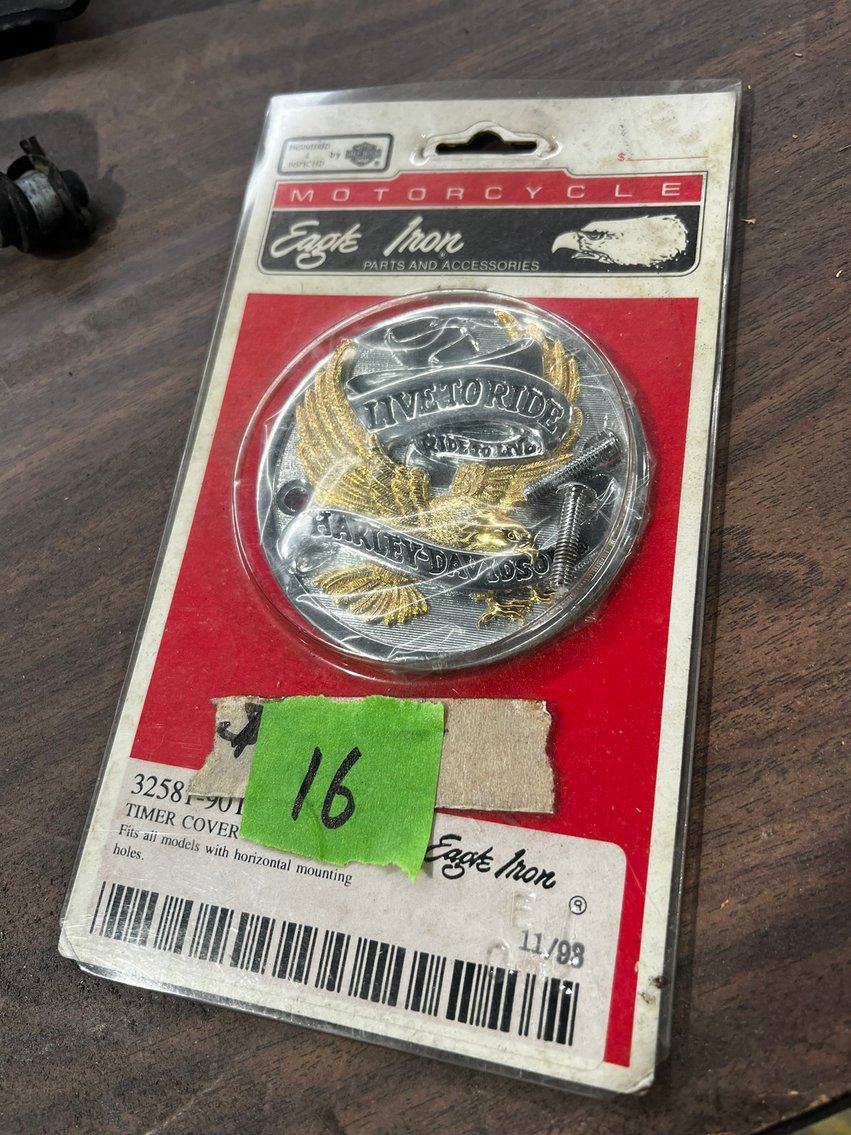 ENGINEERED
by
INSPECTED
$
MOTORCYCLE
Eagle Iron
PARTS AND ACCESSORIES
LIVE TO RIDE
RIDE TO LIVE
HARLEY-DAVIDSON
16
TIMER COVER
Fits all models with horizontal mounting
holes.
Eagle Iron
®
11/98